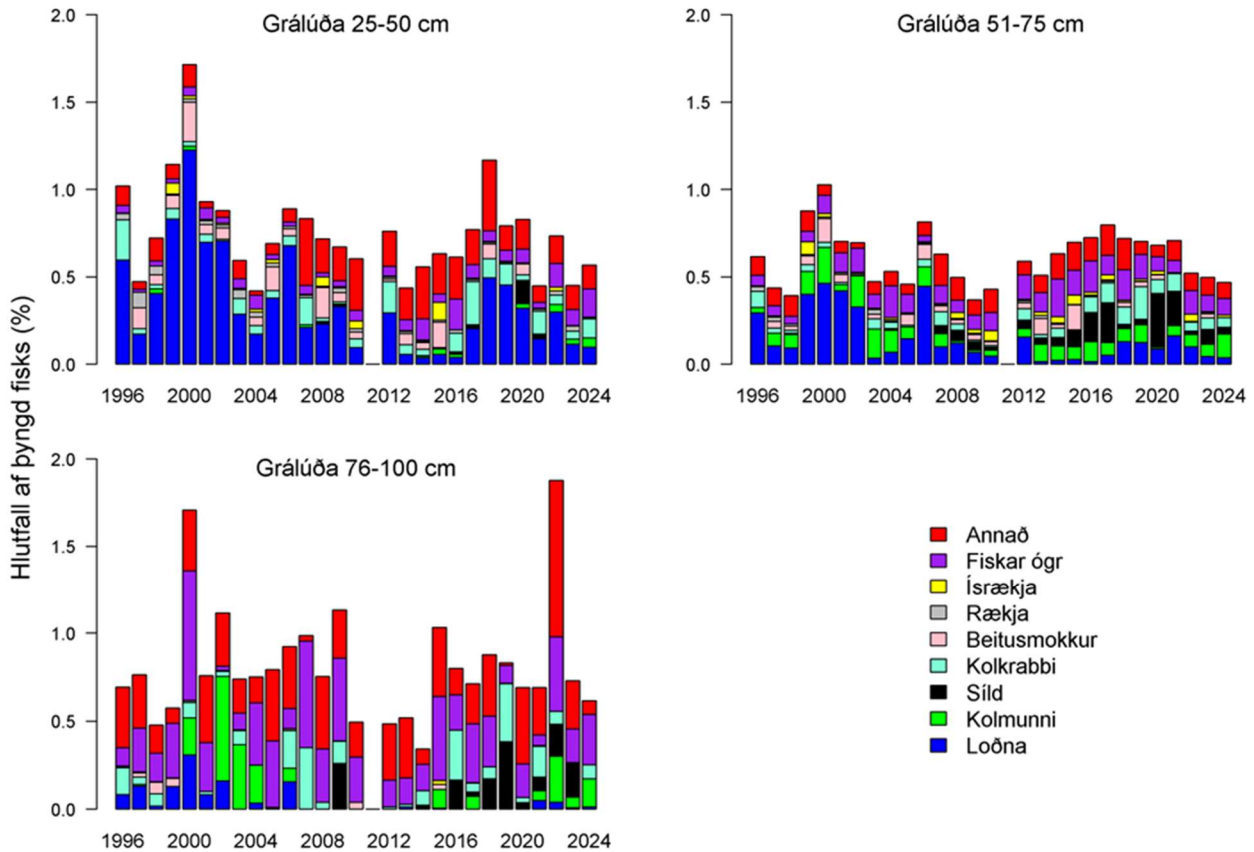 Grálúða 25-50 cm
2.0
1.5
1.0
0.5
0.0
1996 2000 2004 2008 2012 2016 2020 2024
Grálúða 51-75 cm
2.0
1.5
1.0
0.5
0.0
1996 2000 2004 2008 2012 2016 2020 2024
Hlutfall af þyngd fisks (%)
Grálúða 76-100 cm
2.0
1.5
1.0
0.5
0.0
1996 2000 2004 2008 2012 2016 2020 2024
Annað
Fiskar ógr
Ísrækja
Rækja
Beitusmokkur
Kolkrabbi
Síld
Kolmunni
Loðna